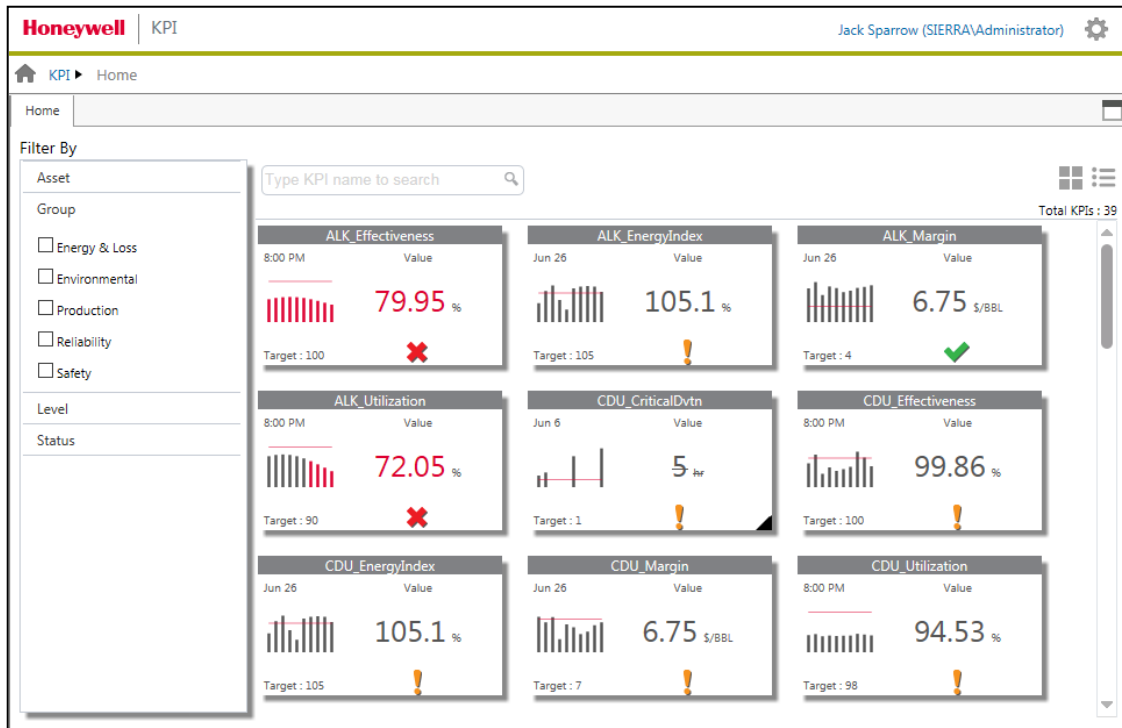 Honeywell KPI
Jack Sparrow (SIERRA\Administrator)
KPI Home
Home
Filter By
Asset
Group
Energy & Loss
Environmental
Production
Reliability
Safety
Level
Status
Type KPI name to search
Total KPIs : 39
ALK_Effectiveness
8:00 PM Value
79.95 %
Target : 100
ALK_EnergyIndex
Jun 26 Value
105.1 %
Target : 105
ALK_Margin
Jun 26 Value
6.75 $/BBL
Target : 4
ALK_Utilization
8:00 PM Value
72.05 %
Target : 90
CDU_CriticalDvtn
Jun 6 Value
5 hr
Target : 1
CDU_Effectiveness
8:00 PM Value
99.86 %
Target : 100
CDU_EnergyIndex
Jun 26 Value
105.1 %
Target : 105
CDU_Margin
Jun 26 Value
6.75 $/BBL
Target : 7
CDU_Utilization
8:00 PM Value
94.53 %
Target : 98